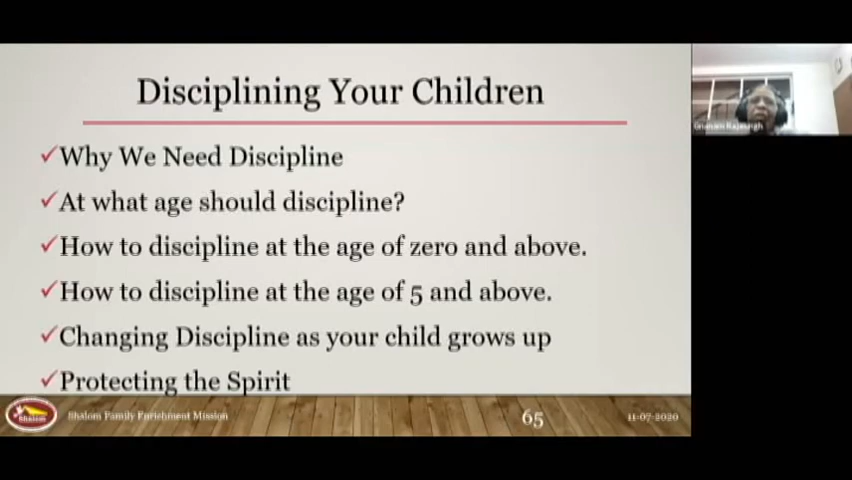 Disciplining Your Children
✓Why We Need Discipline
✓At what age should discipline?
✓How to discipline at the age of zero and above.
✓How to discipline at the age of 5 and above.
✓Changing Discipline as your child grows up
✓Protecting the Spirit
Shalom
Shalom Family Enrichment Mission
65
11-07-2020